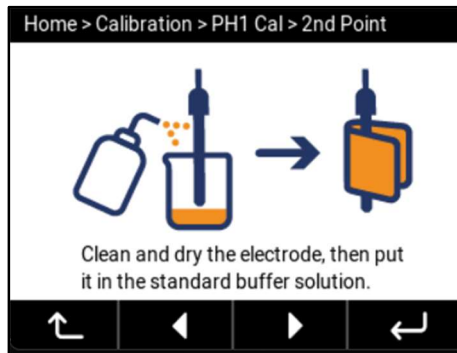 Home > Calibration > PH1 Cal > 2nd Point
Clean and dry the electrode, then put
it in the standard buffer solution.